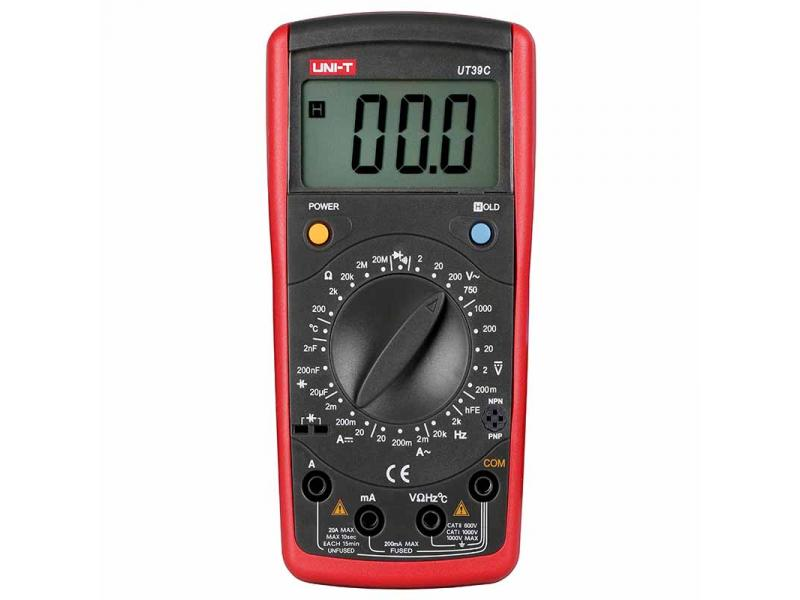 UNI-T
UT39C
H
00.0
POWER
HOLD
Ω 20k 2M 20M 2 20 200 V~
2k 750
200 1000
℃ 200
2nF 20
200nF 2 V
20μF 200m
2m hFE
200m 2k Hz
20 20 200m 2m 20k
A A~
NPN
PNP
CE
A
COM
mA
VΩHz℃
20A MAX
MAX 10sec
EACH 15min
UNFUSED
200mA MAX
FUSED
CATⅡ 600V
CATⅠ 1000V
1000V MAX